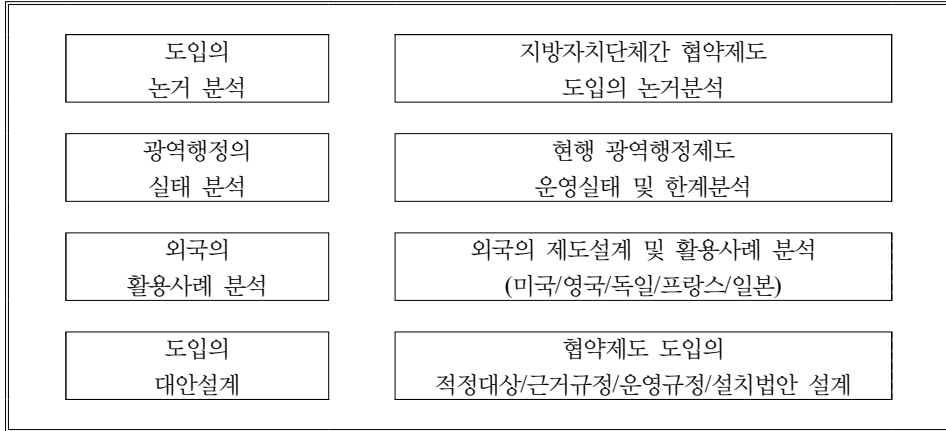 도입의
논거 분석
지방자치단체간 협약제도
도입의 논거분석
광역행정의
실태 분석
현행 광역행정제도
운영실태 및 한계분석
외국의
활용사례 분석
외국의 제도설계 및 활용사례 분석
(미국/영국/독일/프랑스/일본)
도입의
대안설계
협약제도 도입의
적정대상/근거규정/운영규정/설치법안 설계